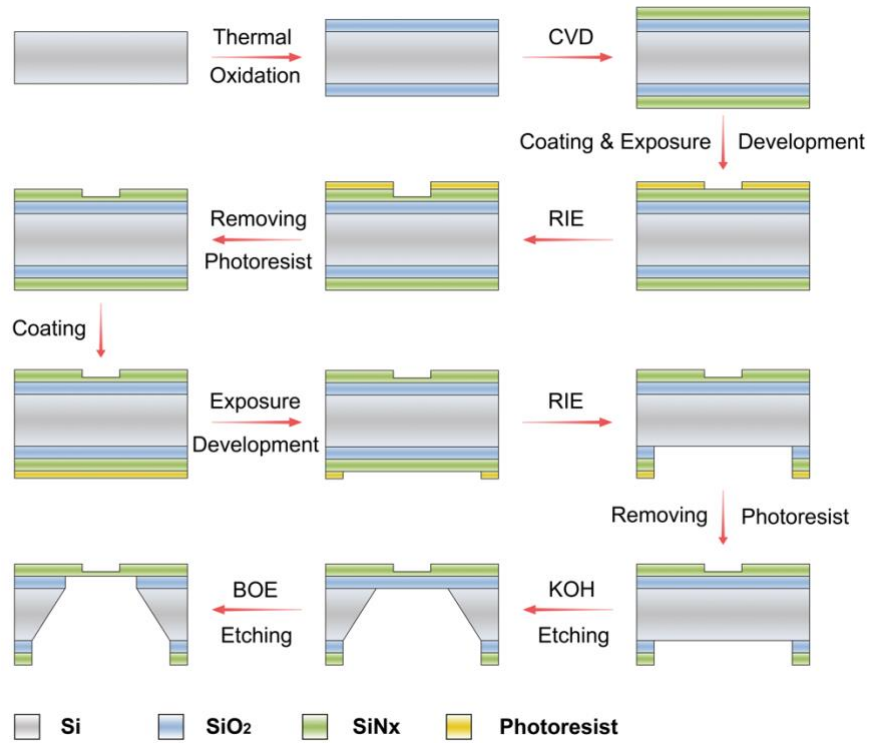 Thermal
Oxidation
CVD
Coating & Exposure Development
Removing
Photoresist
RIE
Coating
Exposure
Development
RIE
Removing Photoresist
BOE
Etching
KOH
Etching
Si SiO₂ SiNx Photoresist